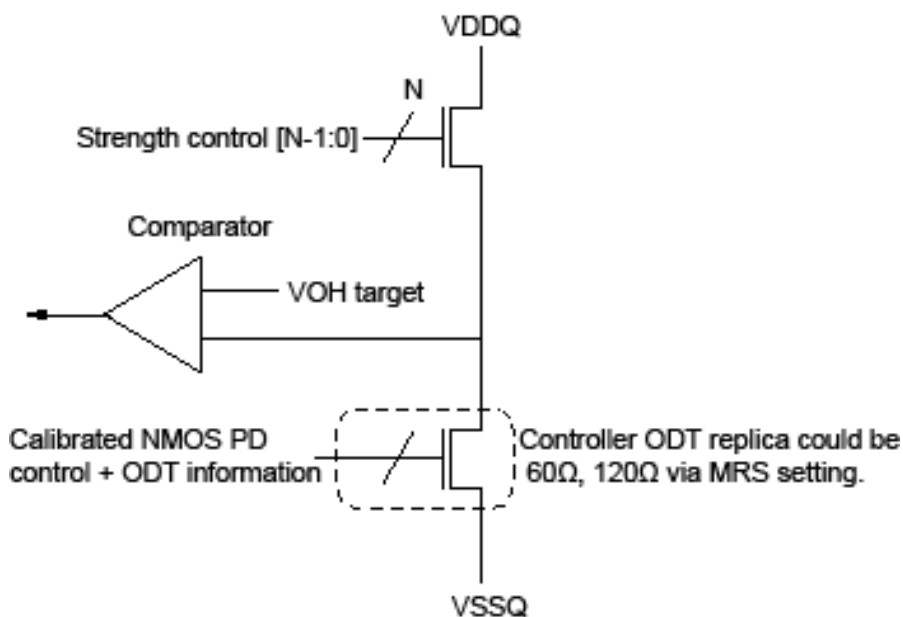 VDDQ
N
Strength control [N-1:0]
Comparator
VOH target
Calibrated NMOS PD
control + ODT information
Controller ODT replica could be
60Ω, 120Ω via MRS setting.
VSSQ